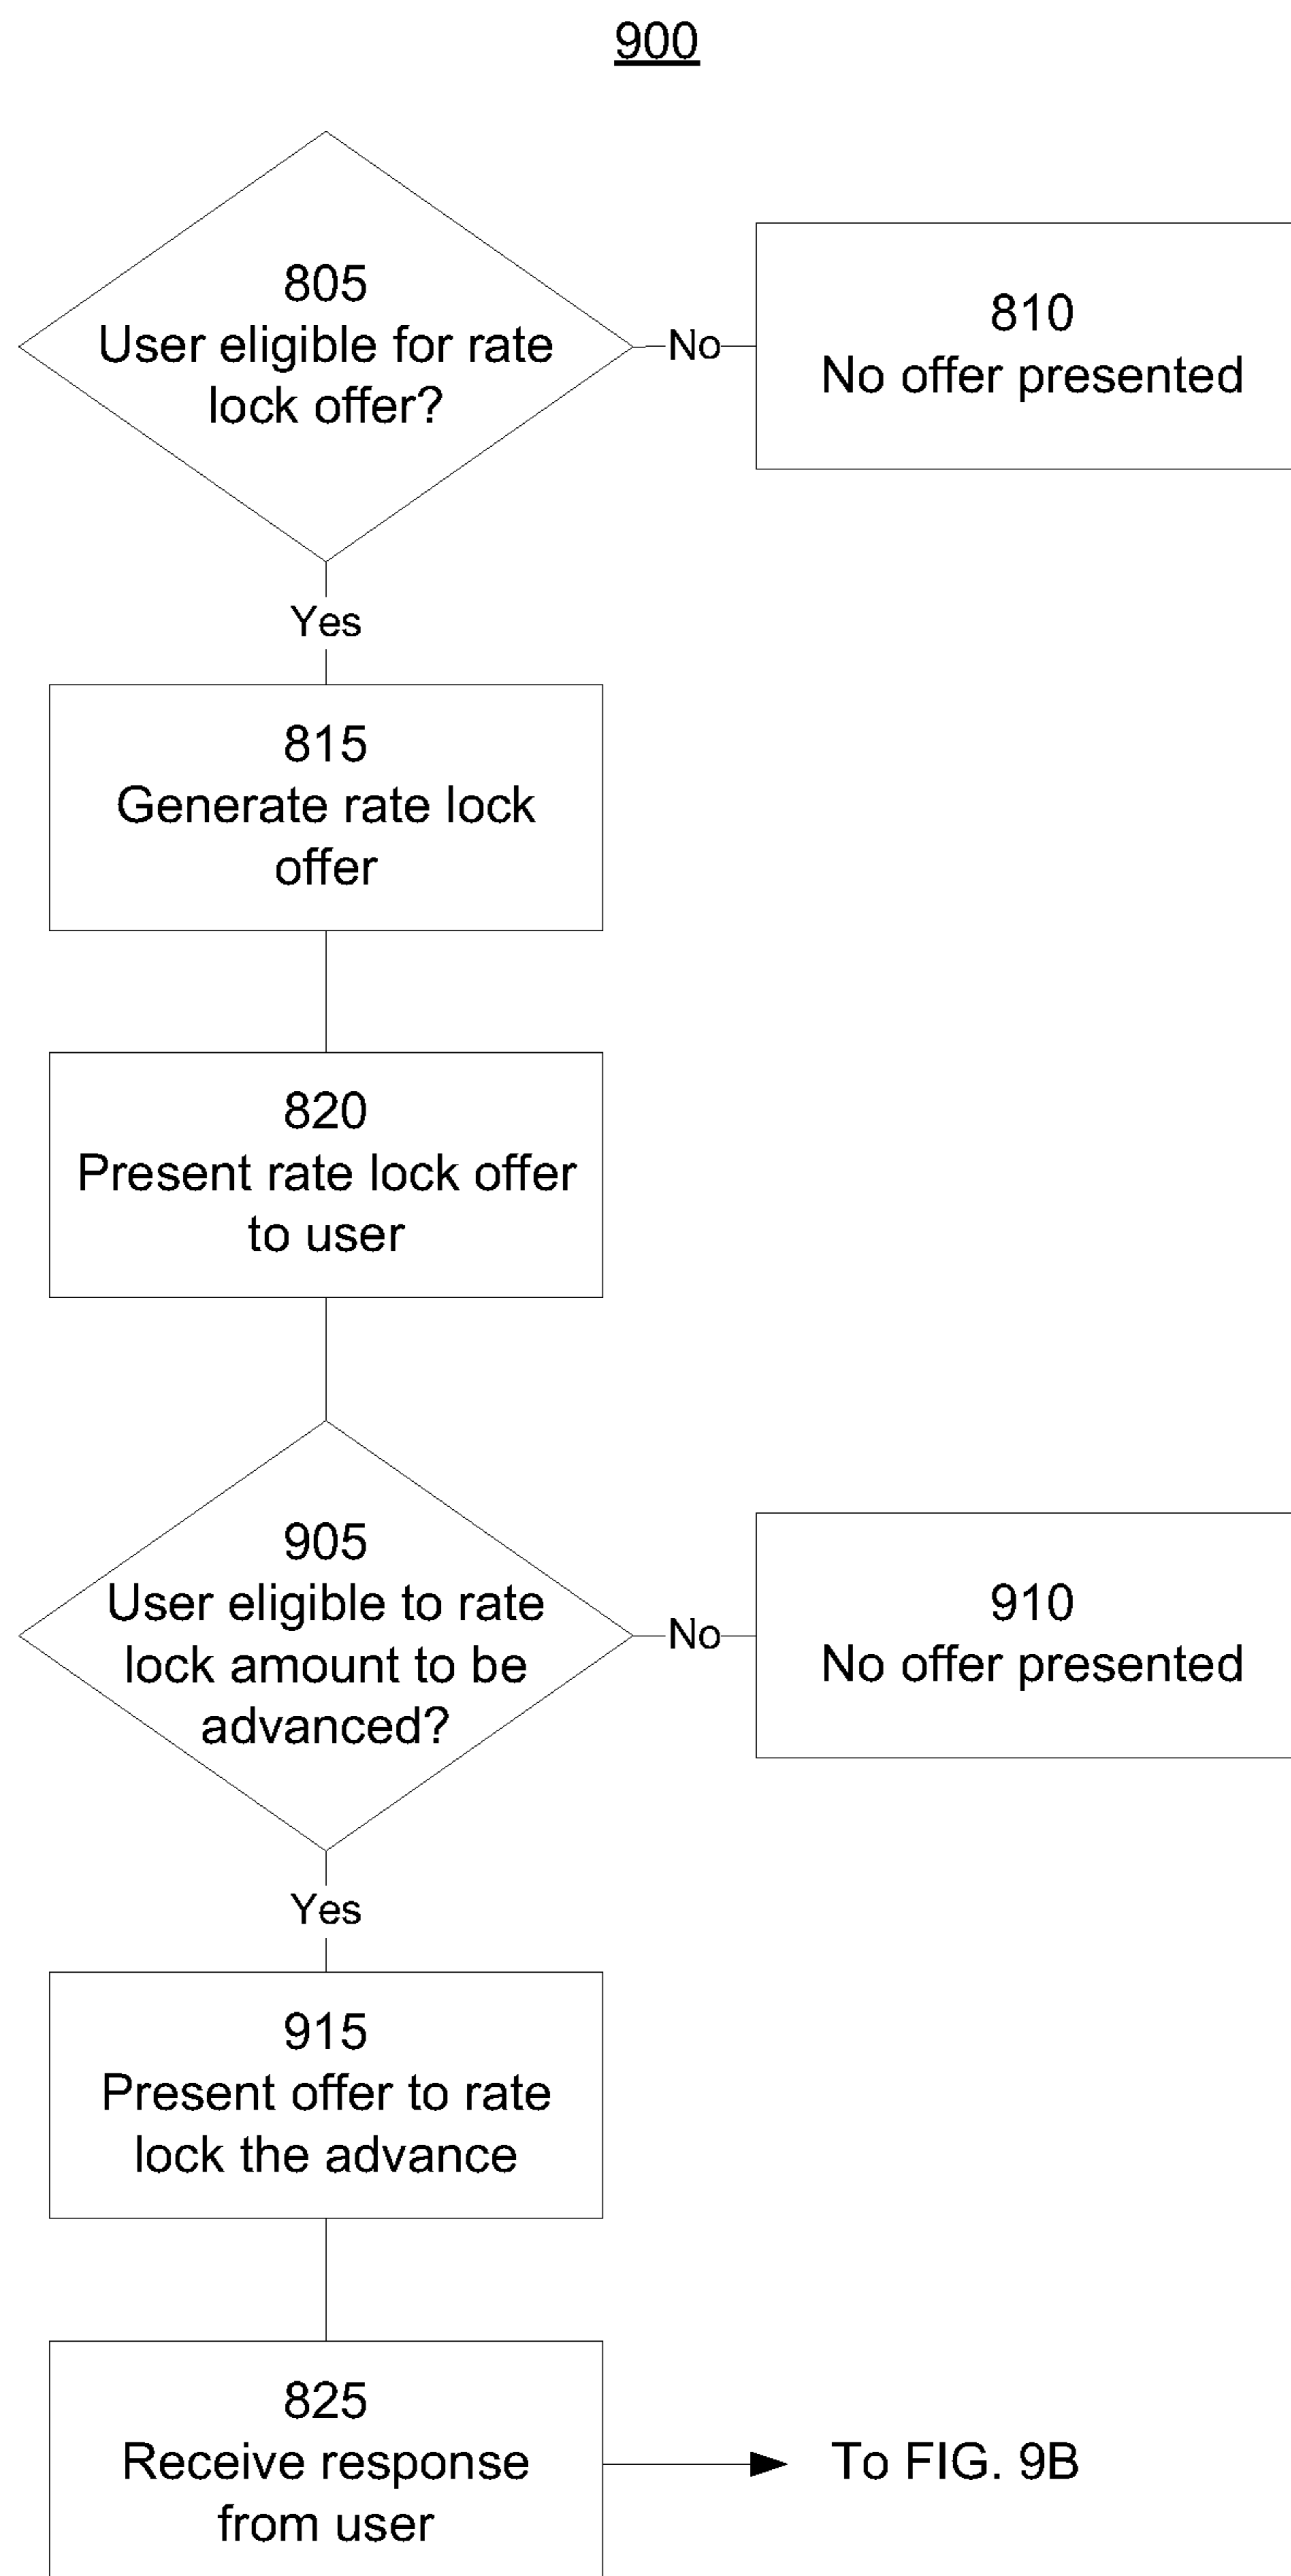 900
805
User eligible for rate
lock offer?
No
810
No offer presented
Yes
815
Generate rate lock
offer
820
Present rate lock offer
to user
905
User eligible to rate
lock amount to be
advanced?
No
910
No offer presented
Yes
915
Present offer to rate
lock the advance
825
Receive response
from user
To FIG. 9B